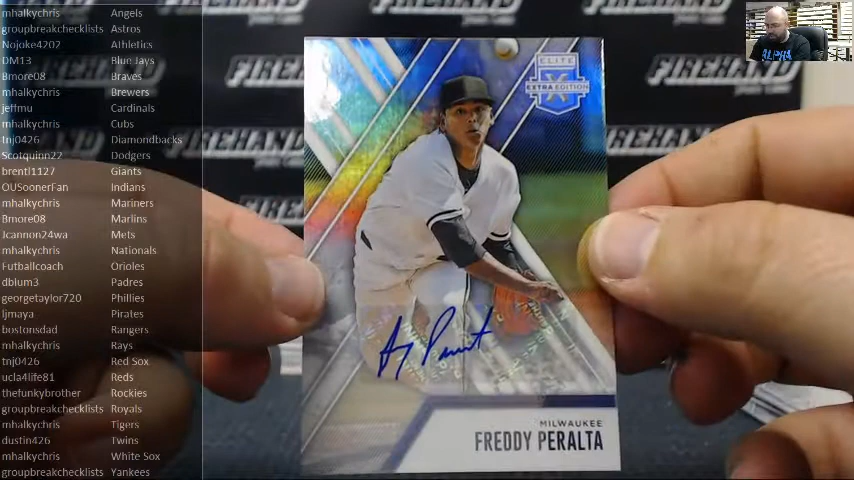 mhalkychris Angels
groupbreakchecklists Astros
Nojoke4202 Athletics
DM13 Blue Jays
Bmore08 Braves
mhalkychris Brewers
jeffmu Cardinals
mhalkychris Cubs
tnj0426 Diamondbacks
Scotquinn22 Dodgers
brentl1127 Giants
OUSoonerFan Indians
mhalkychris Mariners
Bmore08 Marlins
Jcannon24wa Mets
mhalkychris Nationals
Futballcoach Orioles
dbium3 Padres
georgetaylor720 Phillies
ljmaya Pirates
bostonsdad Rangers
mhalkychris Rays
tnj0426 Red Sox
ucla4life81 Reds
thefunkybrother Rockies
groupbreakchecklists Royals
mhalkychris Tigers
dustin426 Twins
mhalkychris White Sox
groupbreakchecklists Yankees
FIREHAND
ELITE
X
EXTRA EDITION
MILWAUKEE
FREDDY PERALTA
ALPHA